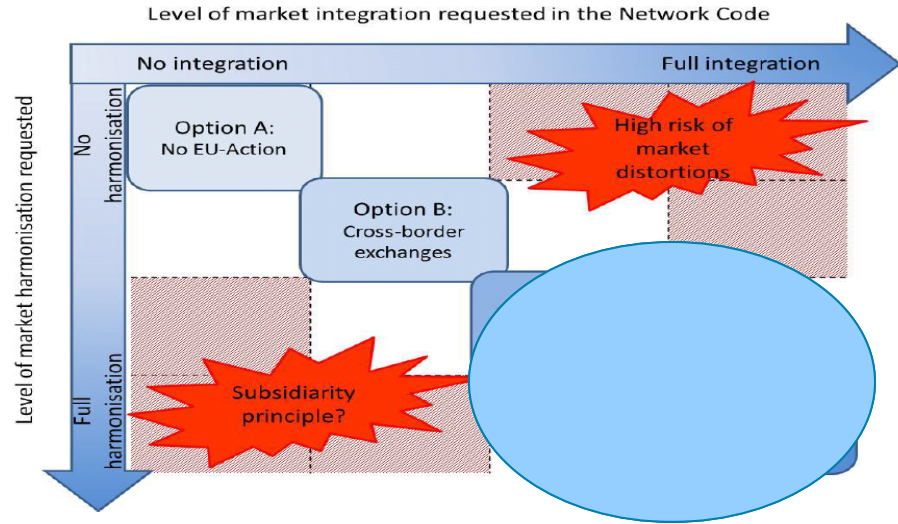 Level of market integration requested in the Network Code
No integration
Full integration
Level of market harmonisation requested
No
harmonisation
Full
harmonisation
Option A:
No EU-Action
High risk of
market
distortions
Option B:
Cross-border
exchanges
Subsidiarity
principle?